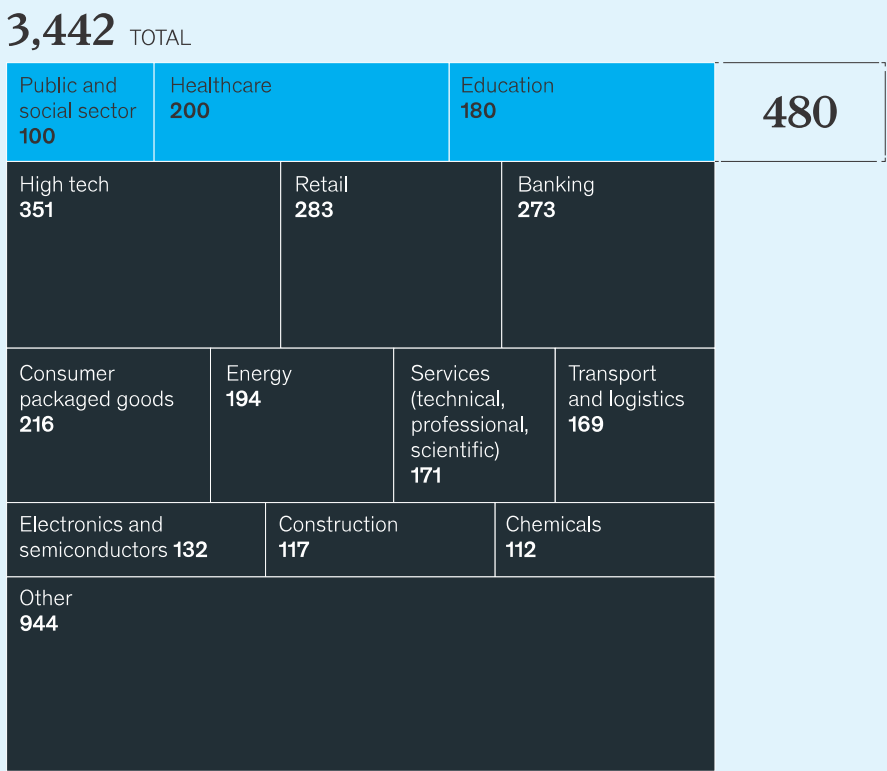 3,442 TOTAL
Public and
social sector
100
Healthcare
200
Education
180
480
High tech
351
Retail
283
Banking
273
Consumer
packaged goods
216
Energy
194
Services
(technical,
professional,
scientific)
171
Transport
and logistics
169
Electronics and
semiconductors 132
Construction
117
Chemicals
112
Other
944